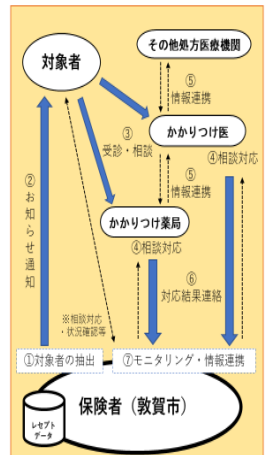 その他処方医療機関
対象者
⑤
情報連携
かかりつけ医
③
受診・相談
④相談対応
②お知らせ通知
⑤
情報連携
かかりつけ薬局
④相談対応
⑥
対応結果連絡
※相談対応
・状況確認等
①対象者の抽出
⑦モニタリング・情報連携
保険者（敦賀市）
レセプト
データ